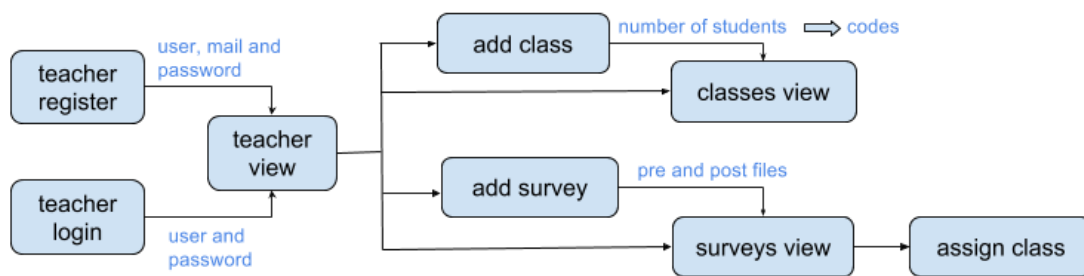 add class
number of students
codes
user, mail and
password
teacher
register
classes view
teacher
view
add survey
pre and post files
teacher
login
user and
password
surveys view
assign class